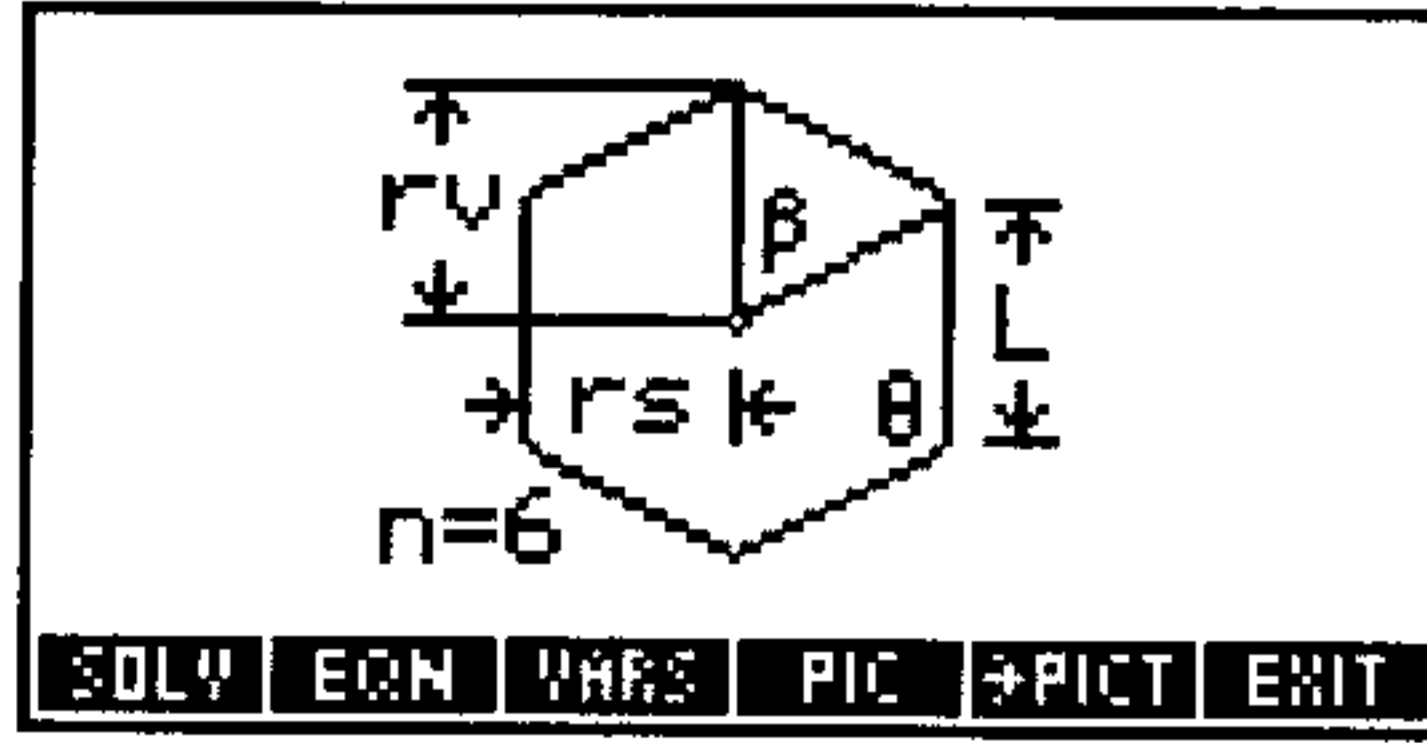 rv
β
L
rs
θ
n=6
SOLV EQN VARS PIC →PICT EXIT